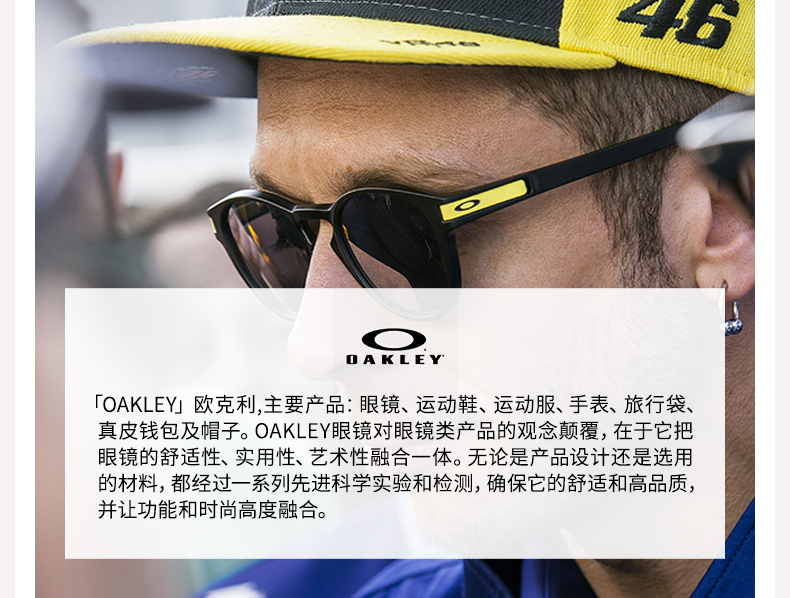 46
VR|46
OAKLEY
「OAKLEY」欧克利,主要产品：眼镜、运动鞋、运动服、手表、旅行袋、
真皮钱包及帽子。OAKLEY眼镜对眼镜类产品的观念颠覆，在于它把
眼镜的舒适性、实用性、艺术性融合一体。无论是产品设计还是选用
的材料，都经过一系列先进科学实验和检测，确保它的舒适和高品质，
并让功能和时尚高度融合。